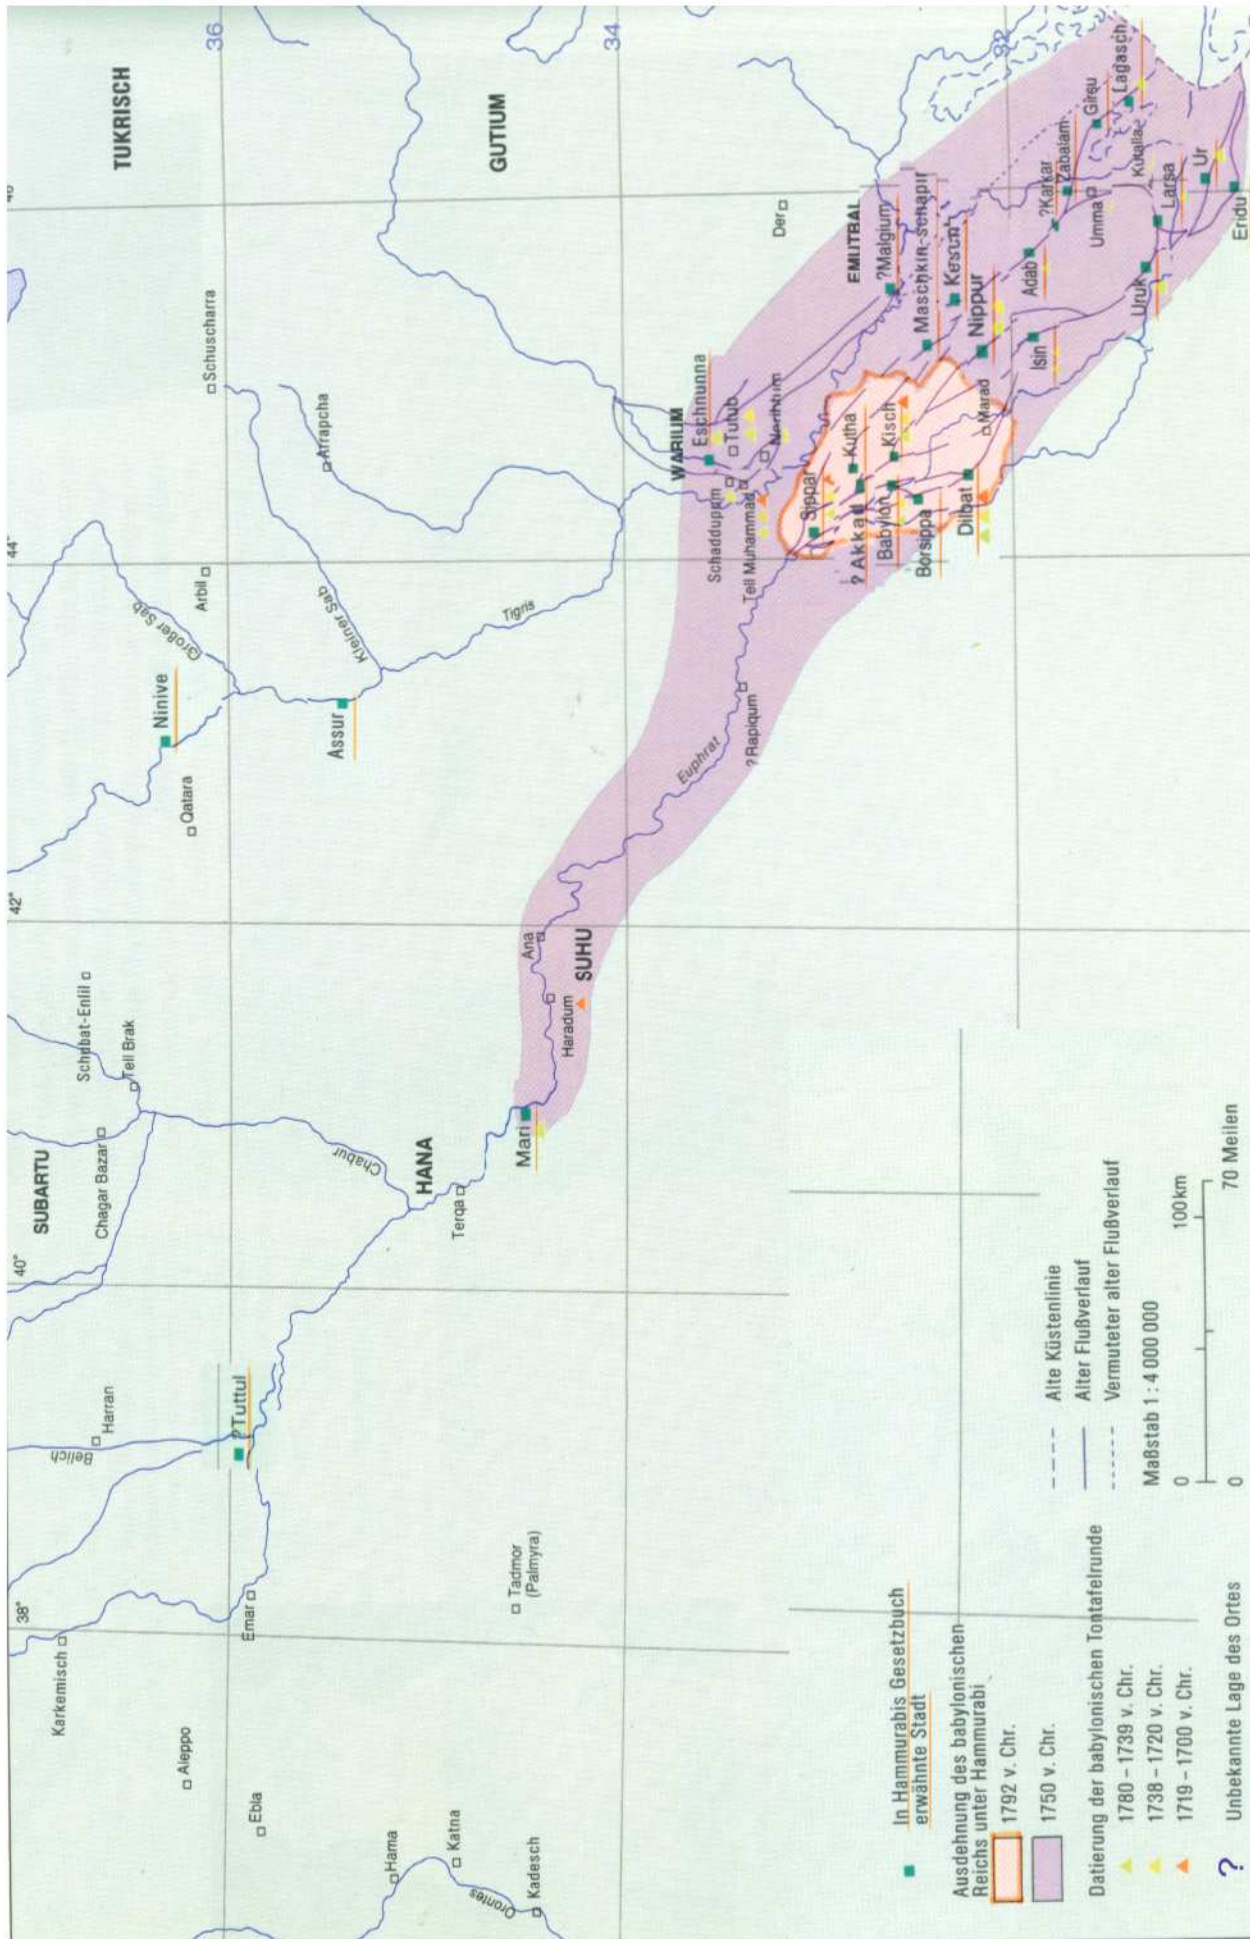 36
34
32
TUKRISCH
GUTIUM
44°
42°
40°
38°
Schuscharra
Arrapcha
Arbil
Großer Sab
Kleiner Sab
Tigris
Ninive
Assur
Qatara
Der
EMUTBAL
?Malgium
Maschkin-schapir
Kesch
Nippur
Isin
Adab
?Karkar
Zabalam
Umma
Girsu
Lagasch
Kutalla
Larsa
Ur
Uruk
Eridu
WARIUM
Eschnunna
Tutub
Schadduppum
Tell Muhammad
Sippar
Kutha
? Akkad
Kisch
Babylon
Borsippa
Dilbat
Marad
?Rapiqum
Euphrat
Ana
SUHU
Haradum
Mari
Schubat-Enlil
Tell Brak
SUBARTU
Chagar Bazar
Chabur
HANA
Terqa
Harran
Belich
?Tuttul
Emar
Karkemisch
Aleppo
Ebla
Tadmor
(Palmyra)
Hama
Katna
Orontes
Kadesch
In Hammurabis Gesetzbuch
erwähnte Stadt
Ausdehnung des babylonischen
Reichs unter Hammurabi
1792 v. Chr.
1750 v. Chr.
Datierung der babylonischen Tontafelrunde
1780 – 1739 v. Chr.
1738 – 1720 v. Chr.
1719 – 1700 v. Chr.
? Unbekannte Lage des Ortes
Alte Küstenlinie
Alter Flußverlauf
Vermuteter alter Flußverlauf
Maßstab 1 : 4 000 000
0 100km
0 70 Meilen